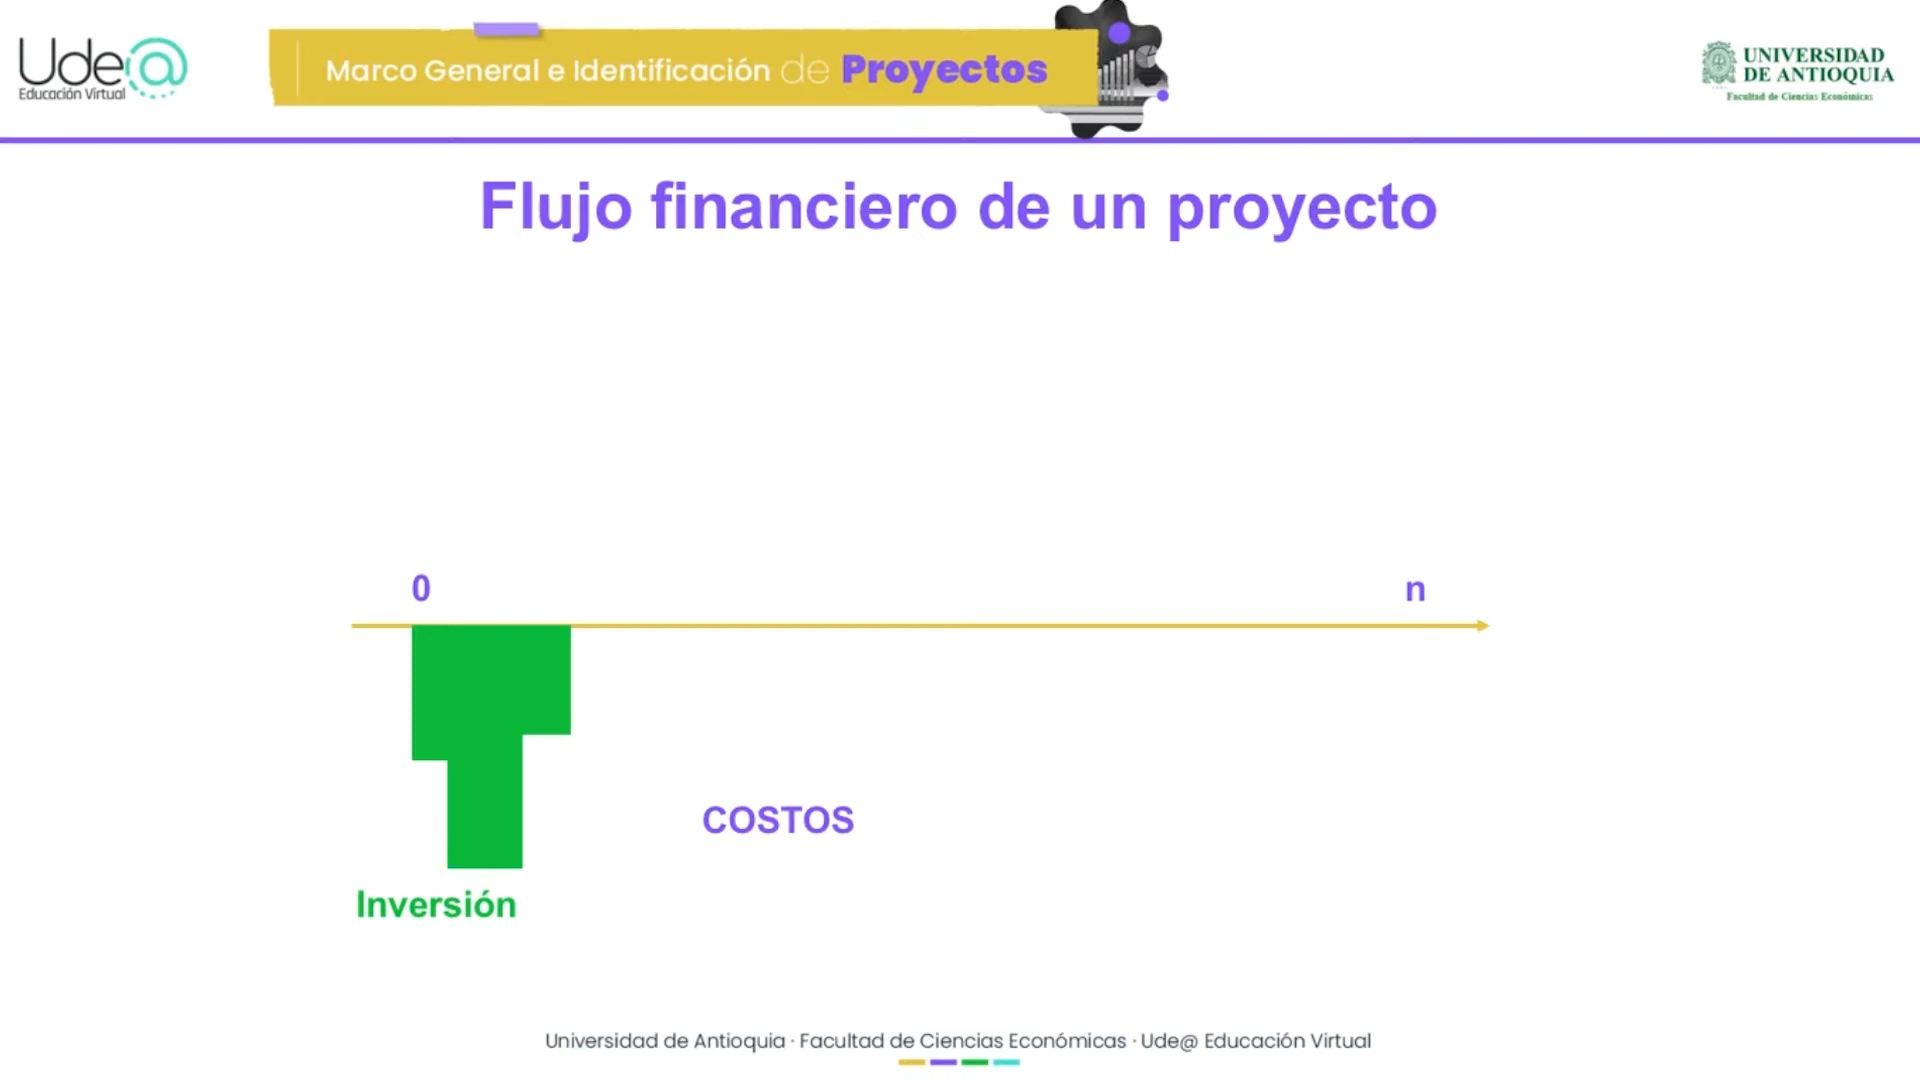 Ude@
Educación Virtual
Marco General e Identificación de Proyectos
UNIVERSIDAD
DE ANTIOQUIA
Facultad de Ciencias Económicas
Flujo financiero de un proyecto
0
n
COSTOS
Inversión
Universidad de Antioquia · Facultad de Ciencias Económicas · Ude@ Educación Virtual